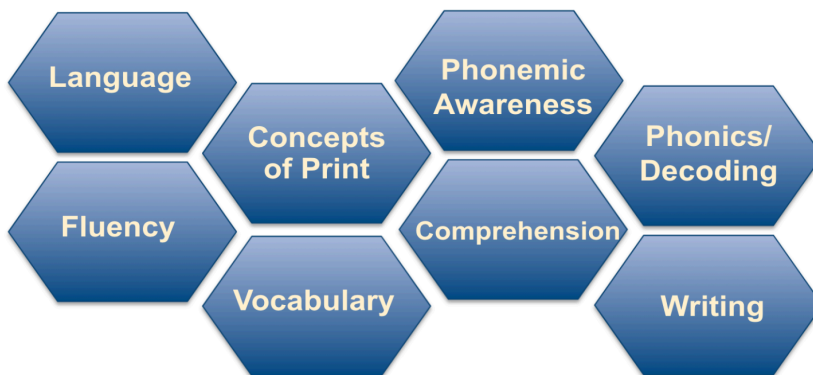 Language
Concepts
of Print
Phonemic
Awareness
Phonics/
Decoding
Fluency
Vocabulary
Comprehension
Writing